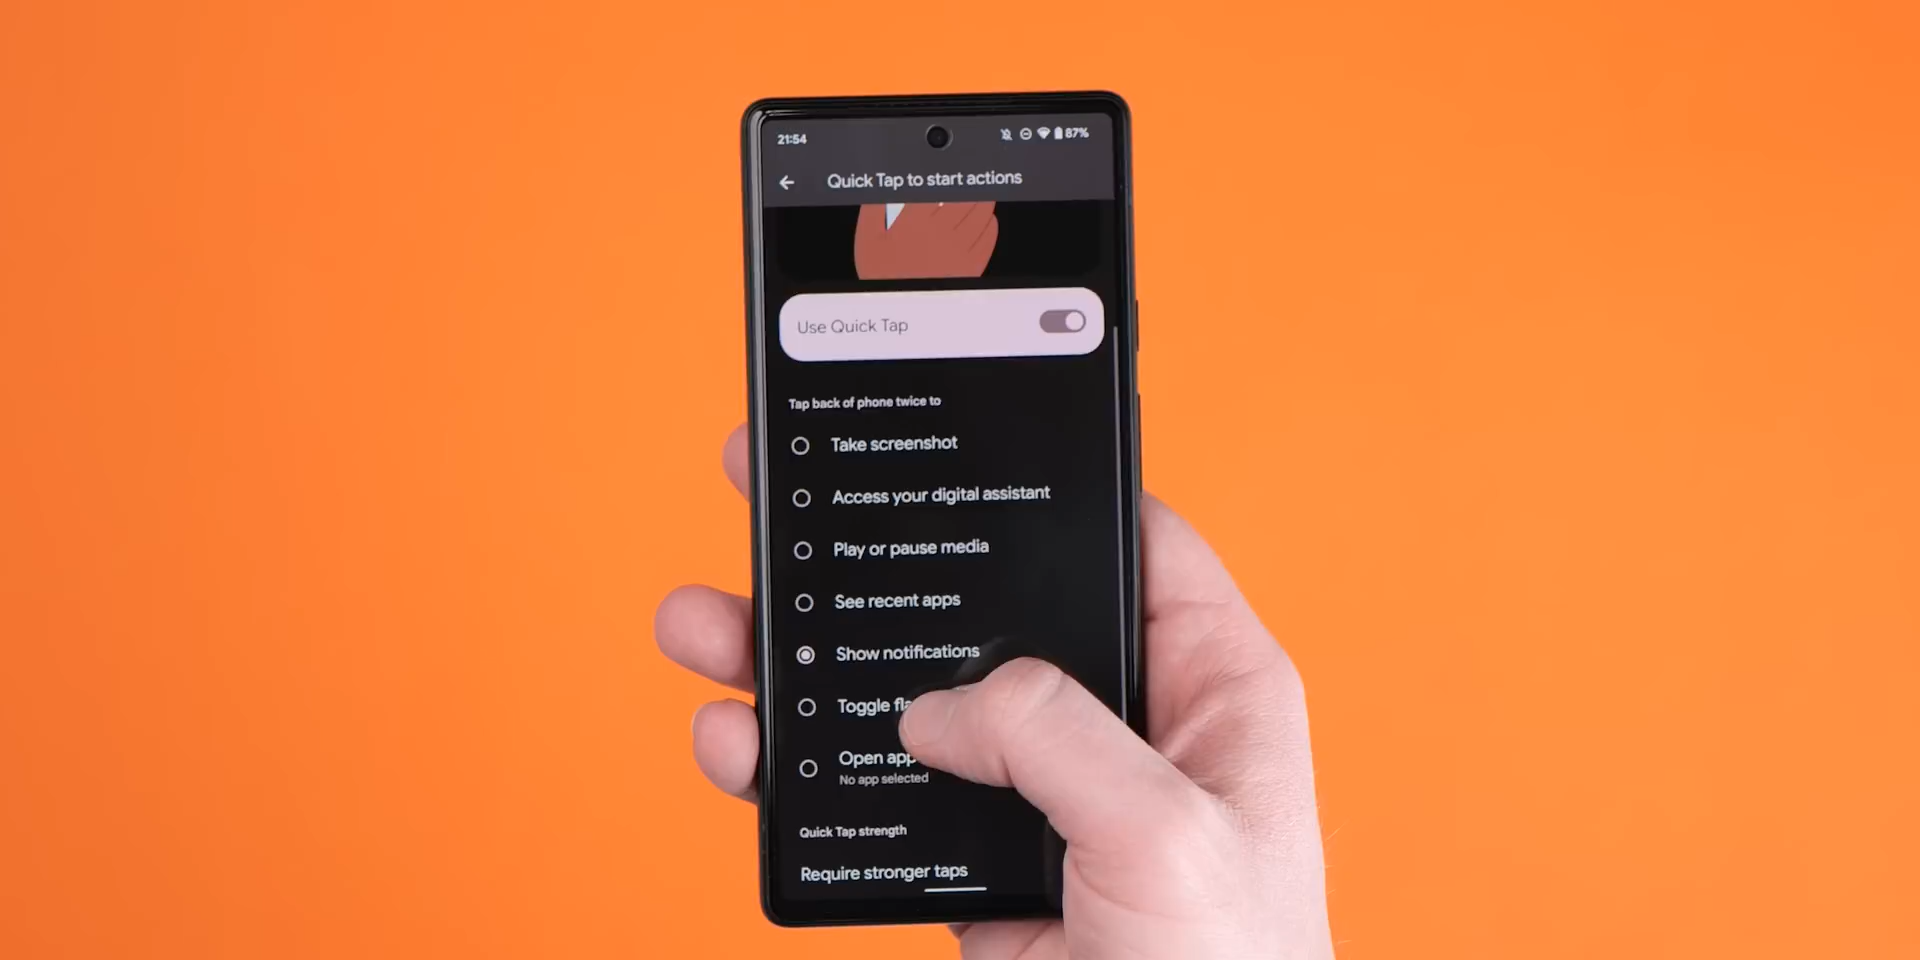 21:54
87%
Quick Tap to start actions
Use Quick Tap
Tap back of phone twice to
Take screenshot
Access your digital assistant
Play or pause media
See recent apps
Show notifications
Toggle
Open app
No app selected
Quick Tap strength
Require stronger taps